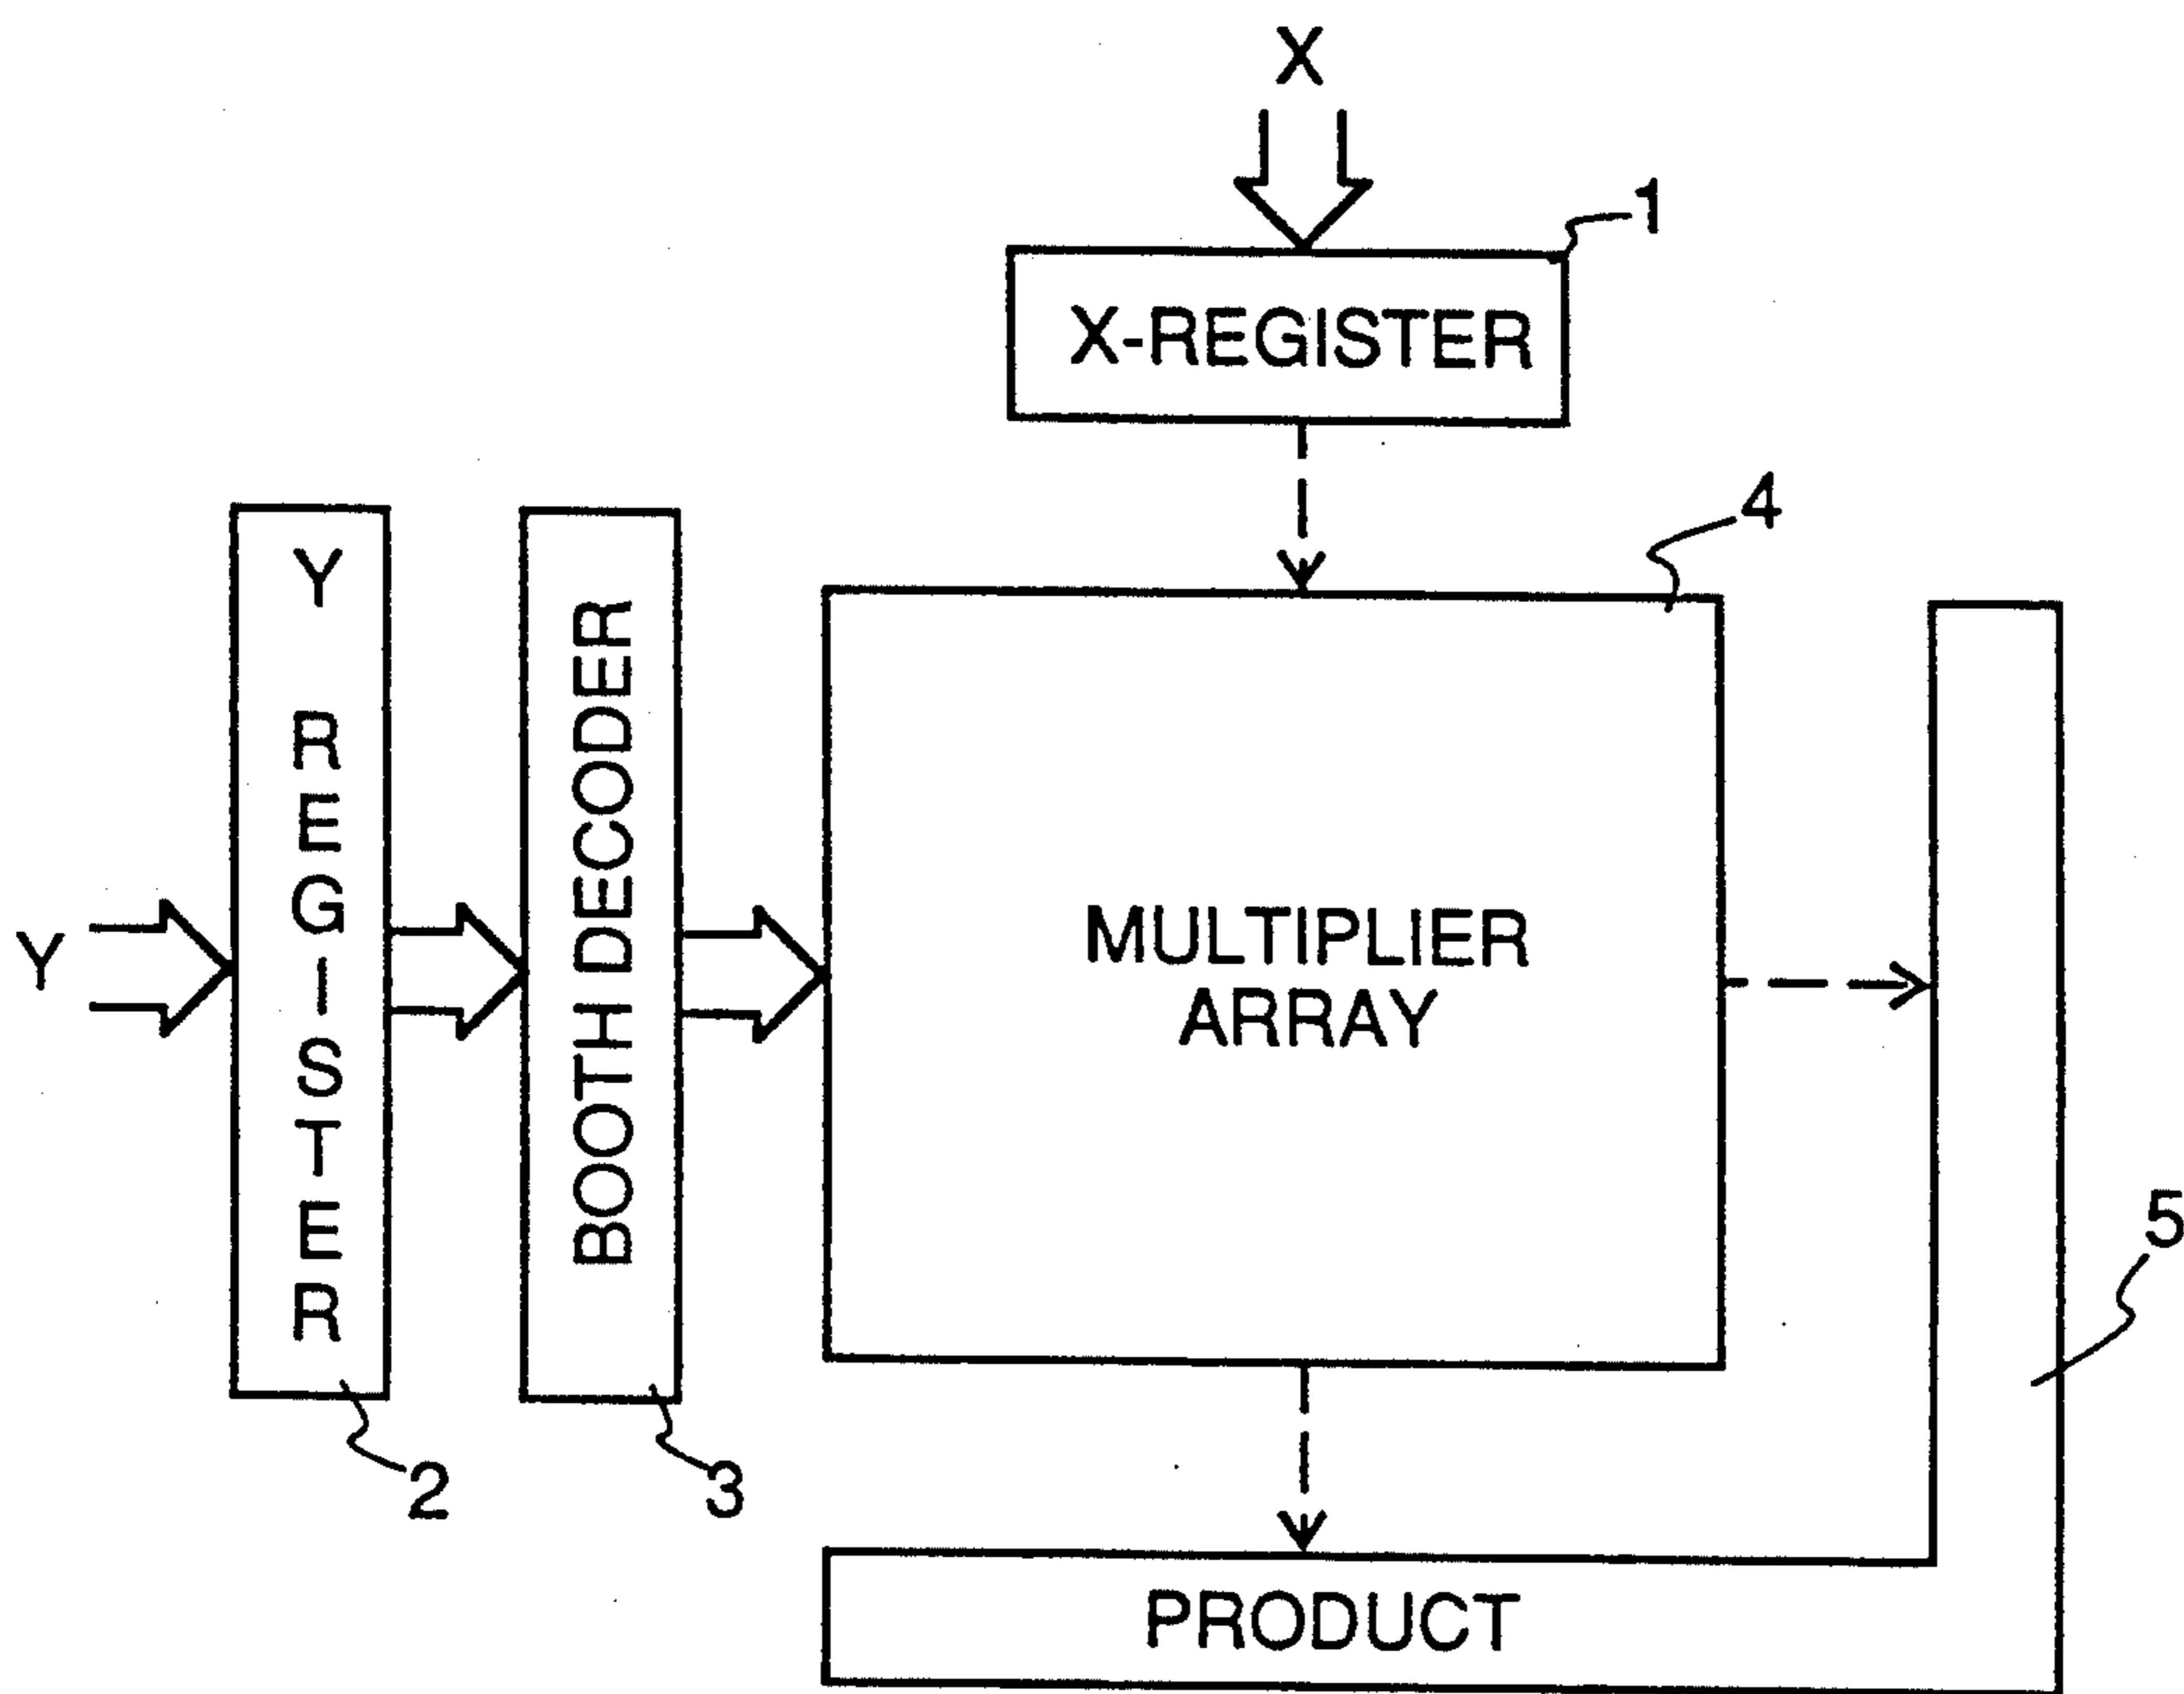 X
1
X-REGISTER
4
Y REGISTER
BOOTH DECODER
Y
MULTIPLIER
ARRAY
5
2
3
PRODUCT